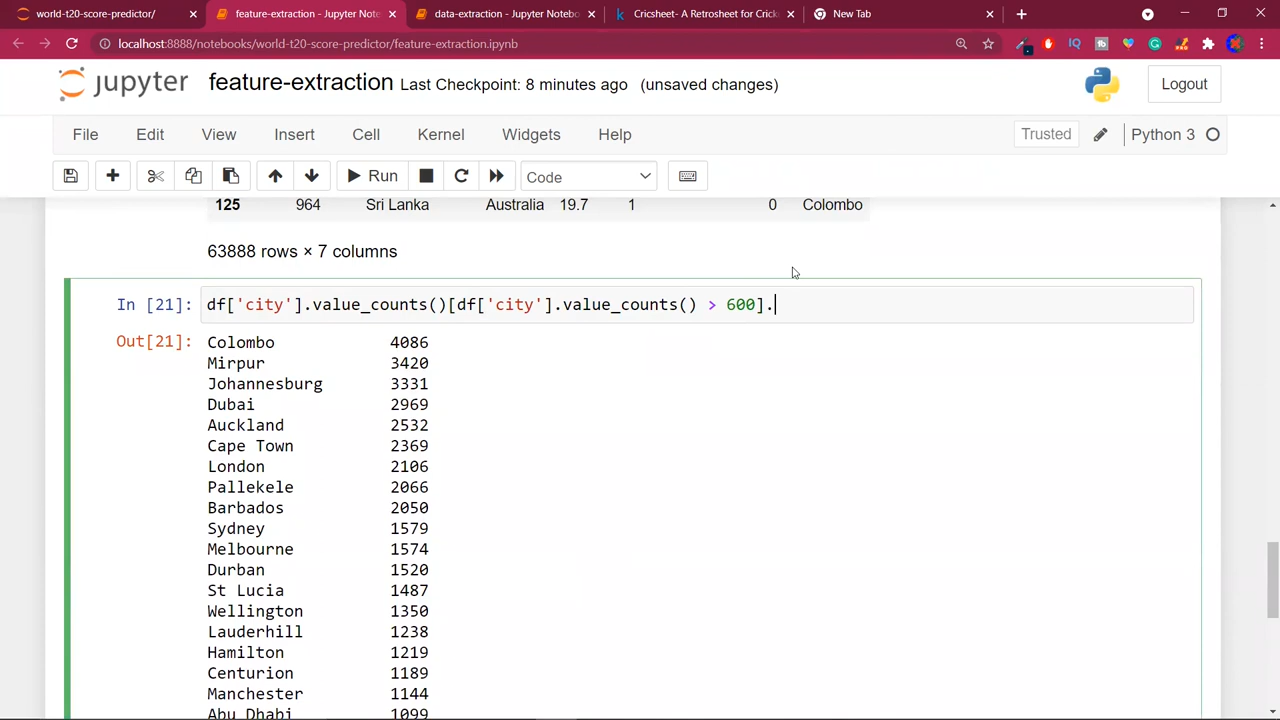 world-t20-score-predictor/
feature-extraction - Jupyter Note
data-extraction - Jupyter Notebo
Cricsheet- A Retrosheet for Crick
New Tab
localhost:8888/notebooks/world-t20-score-predictor/feature-extraction.ipynb
jupyter feature-extraction Last Checkpoint: 8 minutes ago (unsaved changes) Logout
File Edit View Insert Cell Kernel Widgets Help Trusted Python 3
Run Code
125 964 Sri Lanka Australia 19.7 1 0 Colombo
63888 rows × 7 columns
In [21]: df['city'].value_counts()[df['city'].value_counts() > 600].
Out[21]: Colombo 4086
Mirpur 3420
Johannesburg 3331
Dubai 2969
Auckland 2532
Cape Town 2369
London 2106
Pallekele 2066
Barbados 2050
Sydney 1579
Melbourne 1574
Durban 1520
St Lucia 1487
Wellington 1350
Lauderhill 1238
Hamilton 1219
Centurion 1189
Manchester 1144
Abu Dhabi 1099